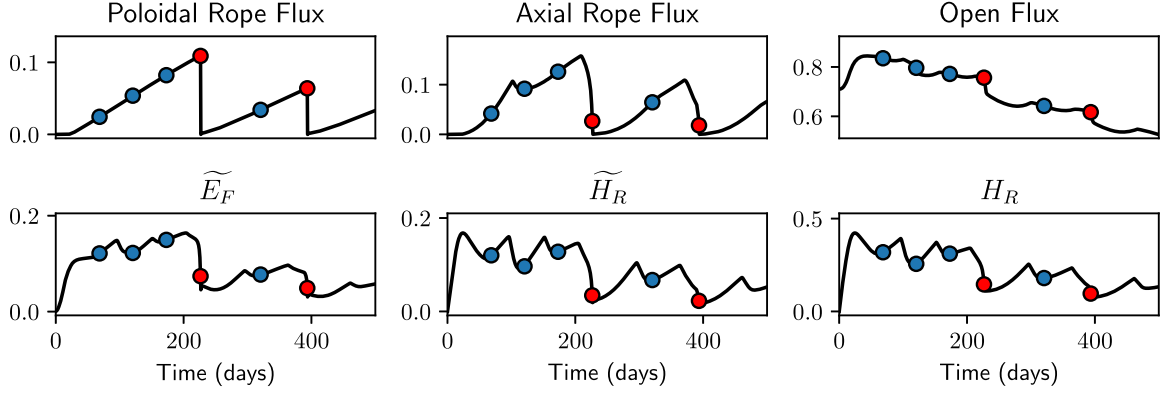 Poloidal Rope Flux
Axial Rope Flux
Open Flux
0.1
0.0
0.1
0.0
0.8
0.6
$\widetilde{E_F}$
$\widetilde{H_R}$
$H_R$
0.2
0.0
0.2
0.0
0.5
0.0
0 200 400
0 200 400
0 200 400
Time (days)
Time (days)
Time (days)